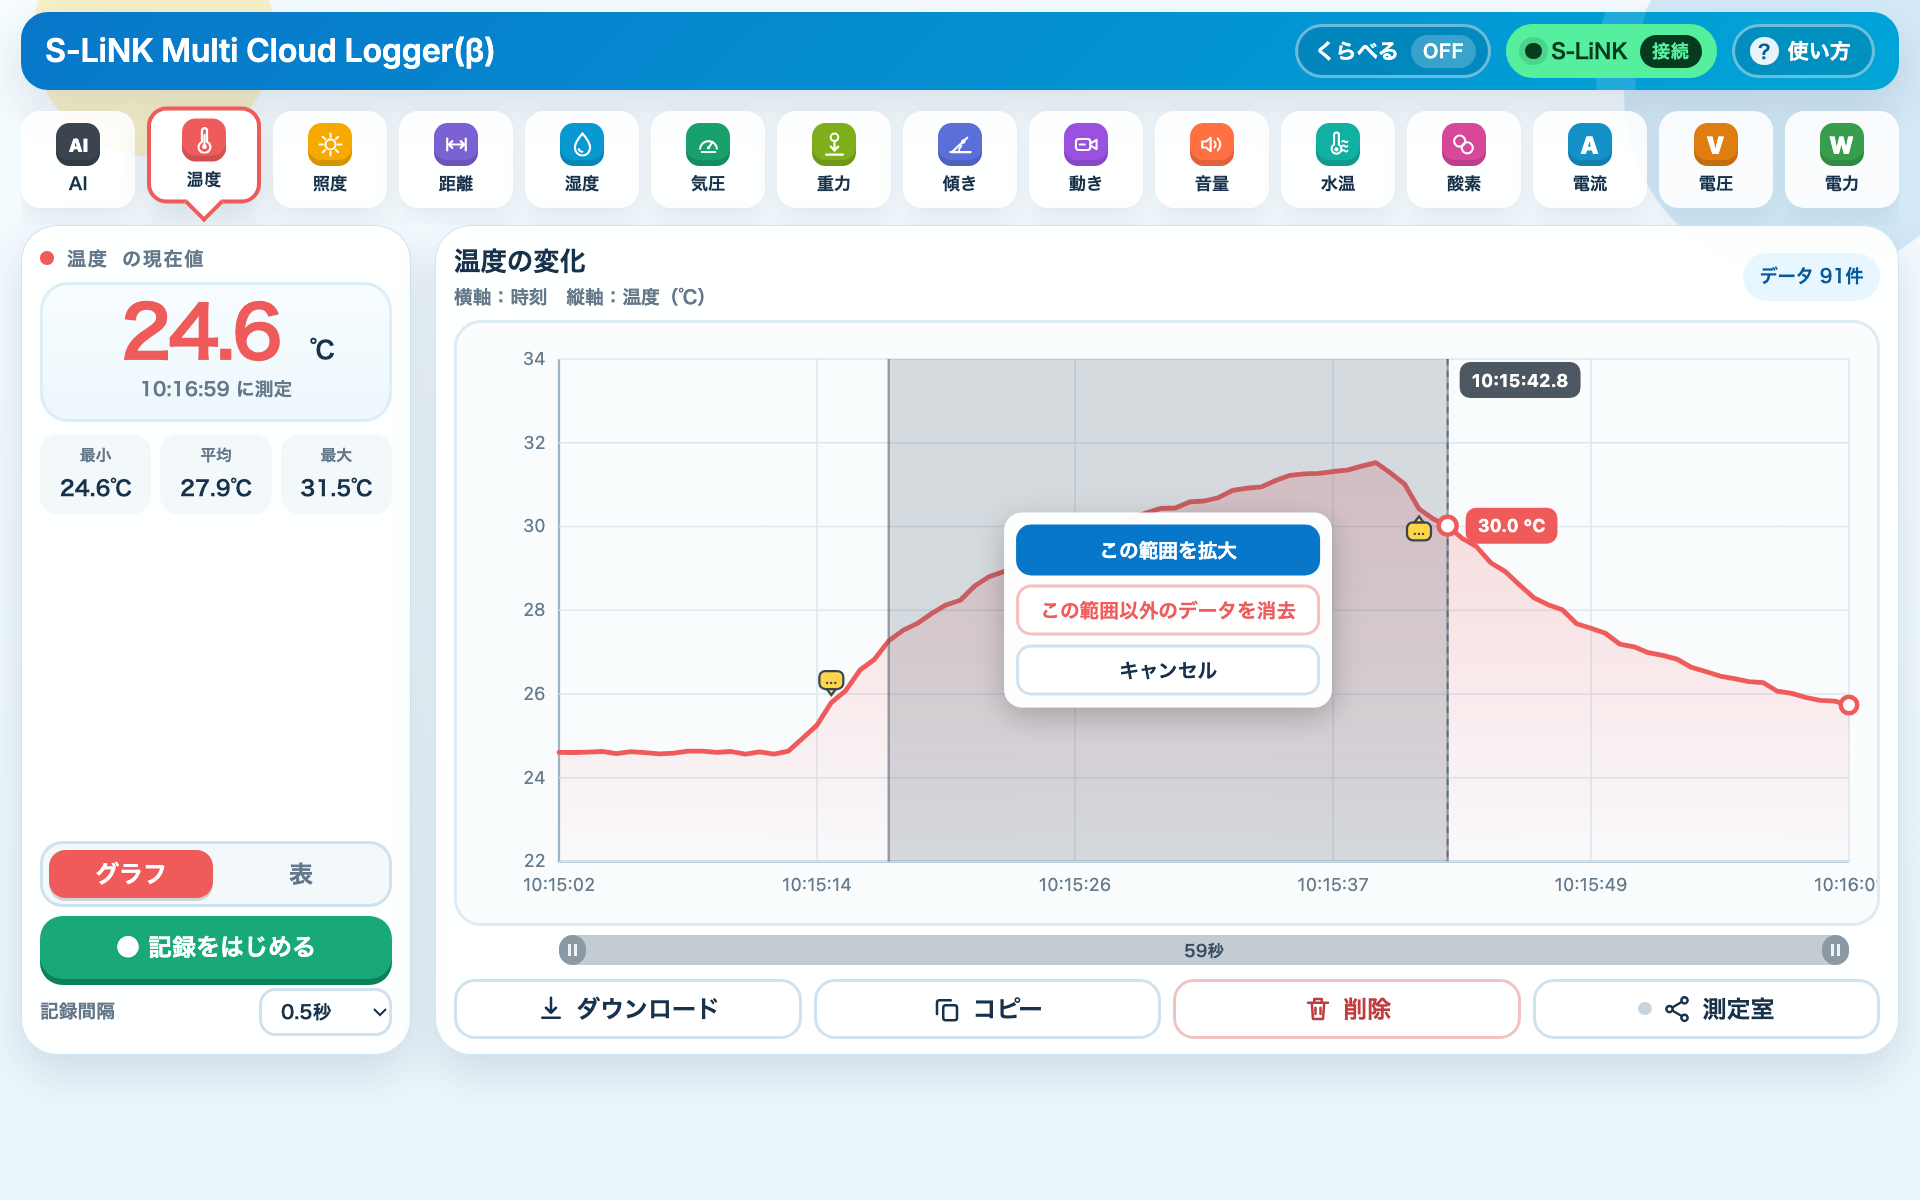 S-LiNK Multi Cloud Logger(β)
くらべる OFF
S-LiNK 接続
? 使い方
AI AI
温度
照度
距離
湿度
気圧
重力
傾き
動き
音量
水温
酸素
A 電流
V 電圧
W 電力
温度 の現在値
24.6 ℃
10:16:59 に測定
最小 平均 最大
24.6℃ 27.9℃ 31.5℃
グラフ 表
記録をはじめる
記録間隔 0.5秒
温度の変化
横軸：時刻 縦軸：温度（℃）
データ 91件
34
32
30
28
26
24
22
10:15:42.8
30.0 °C
この範囲を拡大
この範囲以外のデータを消去
キャンセル
10:15:02 10:15:14 10:15:26 10:15:37 10:15:49 10:16:0
59秒
ダウンロード コピー 削除 測定室